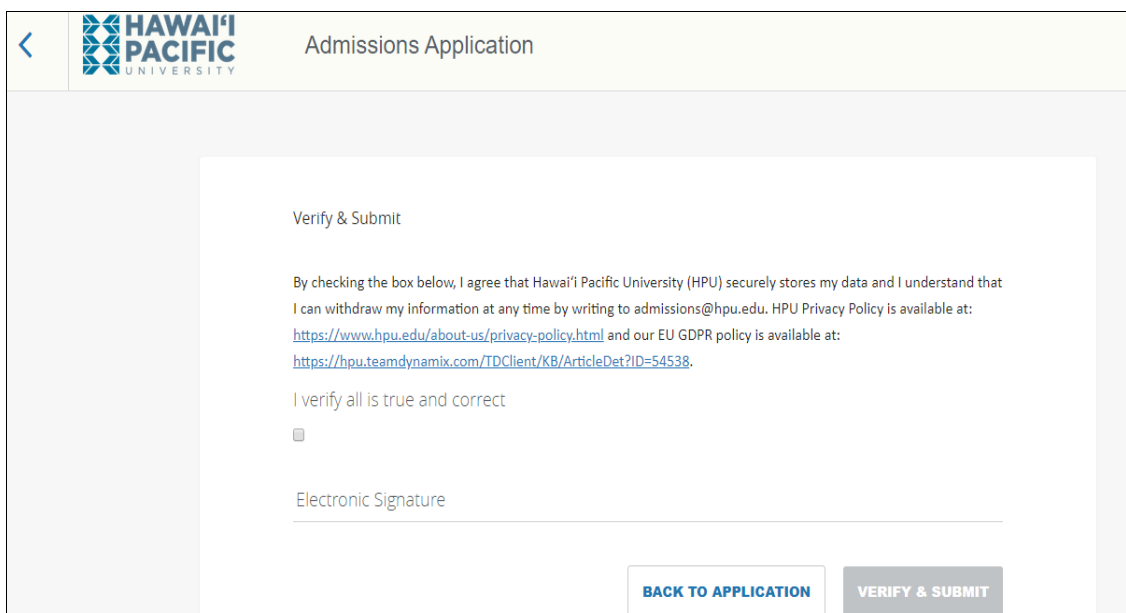 HAWAI‘I
PACIFIC
UNIVERSITY
Admissions Application
Verify & Submit
By checking the box below, I agree that Hawai‘i Pacific University (HPU) securely stores my data and I understand that
I can withdraw my information at any time by writing to admissions@hpu.edu. HPU Privacy Policy is available at:
https://www.hpu.edu/about-us/privacy-policy.html and our EU GDPR policy is available at:
https://hpu.teamdynamix.com/TDClient/KB/ArticleDet?ID=54538.
I verify all is true and correct
Electronic Signature
BACK TO APPLICATION
VERIFY & SUBMIT